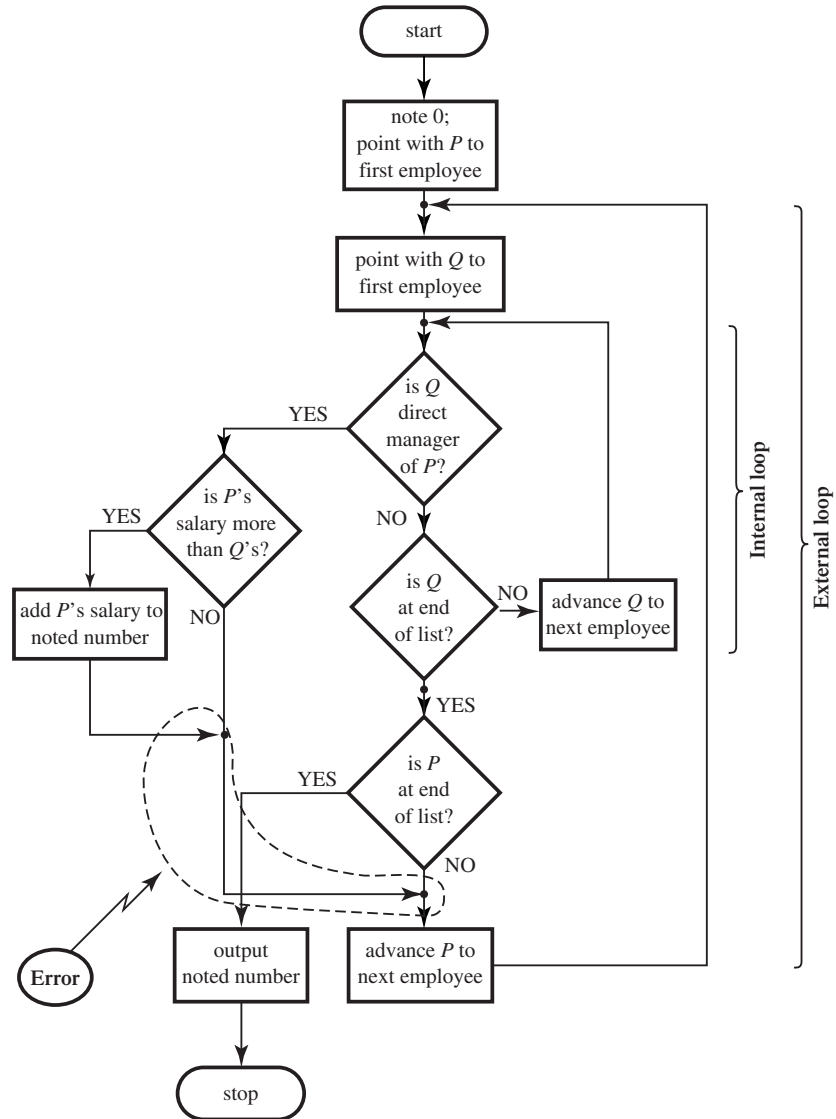 start
note 0;
point with P to
first employee
point with Q to
first employee
is Q
direct
manager
of P?
YES
NO
is P's
salary more
than Q's?
YES
NO
add P's salary to
noted number
is Q
at end
of list?
NO
advance Q to
next employee
YES
is P
at end
of list?
YES
NO
Error
output
noted number
advance P to
next employee
stop
Internal loop
External loop